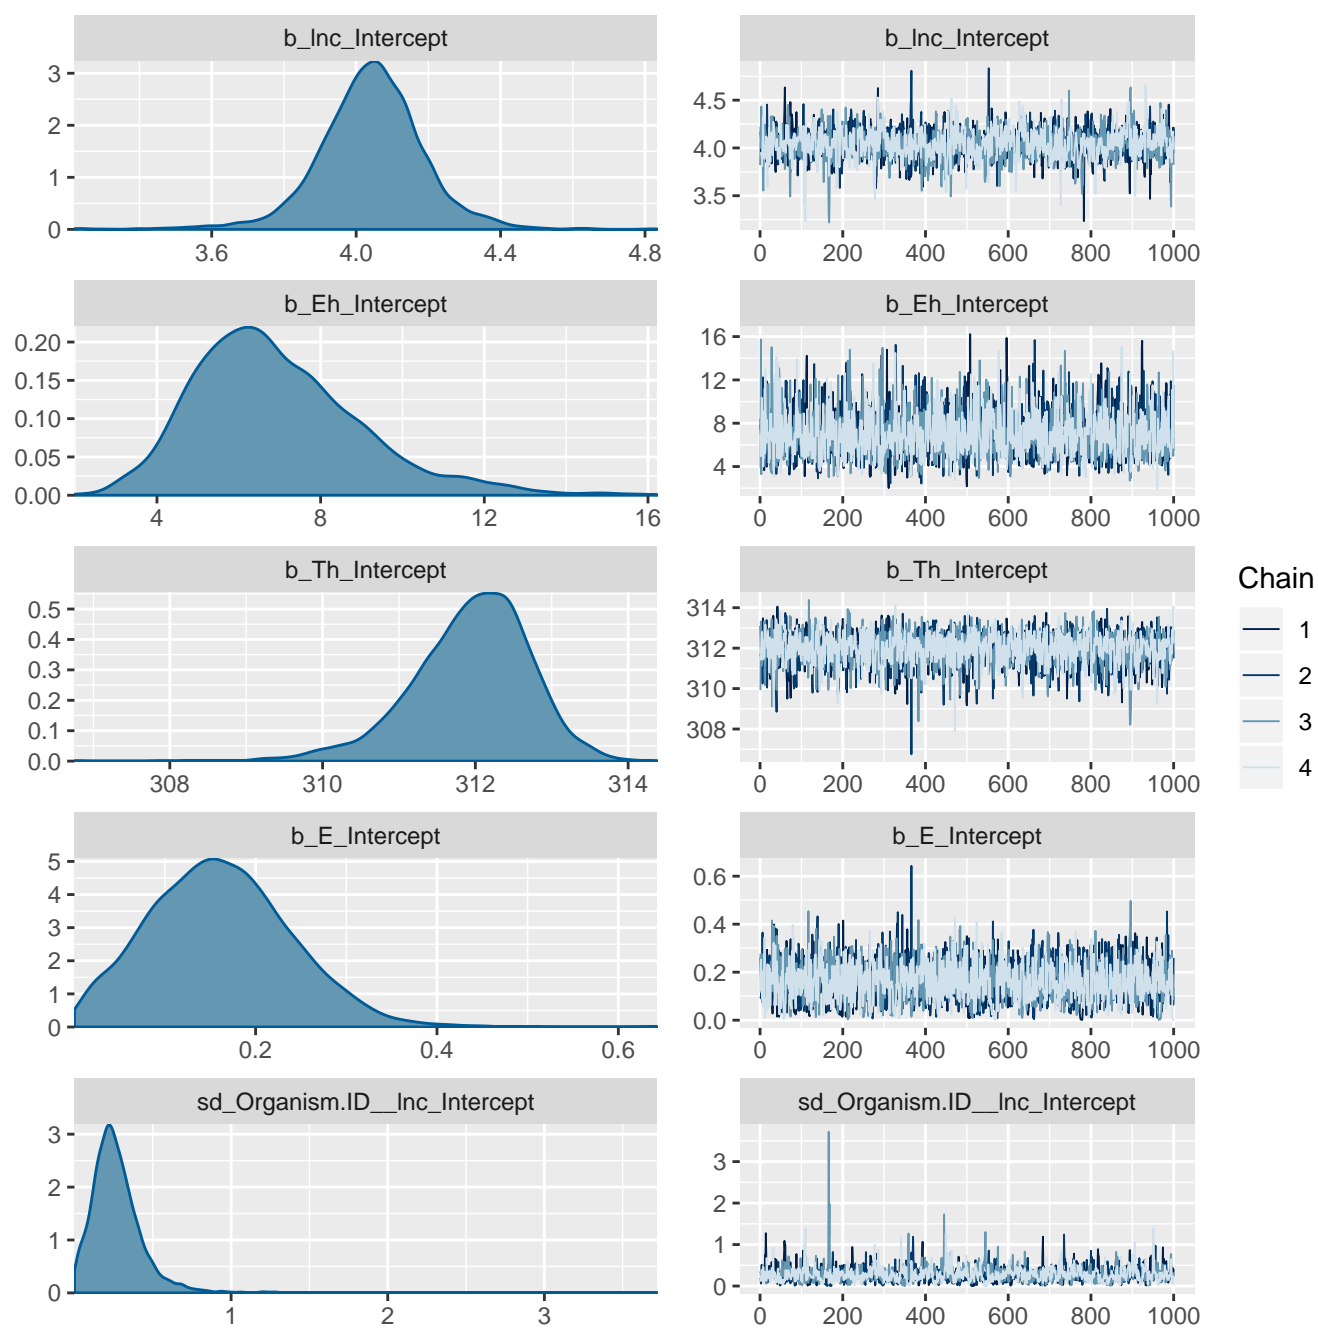 b_lnc_Intercept
3
2
1
0
3.6 4.0 4.4 4.8
b_lnc_Intercept
4.5
4.0
3.5
0 200 400 600 800 1000
b_Eh_Intercept
0.20
0.15
0.10
0.05
0.00
4 8 12 16
b_Eh_Intercept
16
12
8
4
0 200 400 600 800 1000
b_Th_Intercept
0.5
0.4
0.3
0.2
0.1
0.0
308 310 312 314
b_Th_Intercept
314
312
310
308
0 200 400 600 800 1000
b_E_Intercept
5
4
3
2
1
0
0.2 0.4 0.6
b_E_Intercept
0.6
0.4
0.2
0.0
0 200 400 600 800 1000
sd_Organism.ID__lnc_Intercept
3
2
1
0
1 2 3
sd_Organism.ID__lnc_Intercept
3
2
1
0
0 200 400 600 800 1000
Chain
1
2
3
4